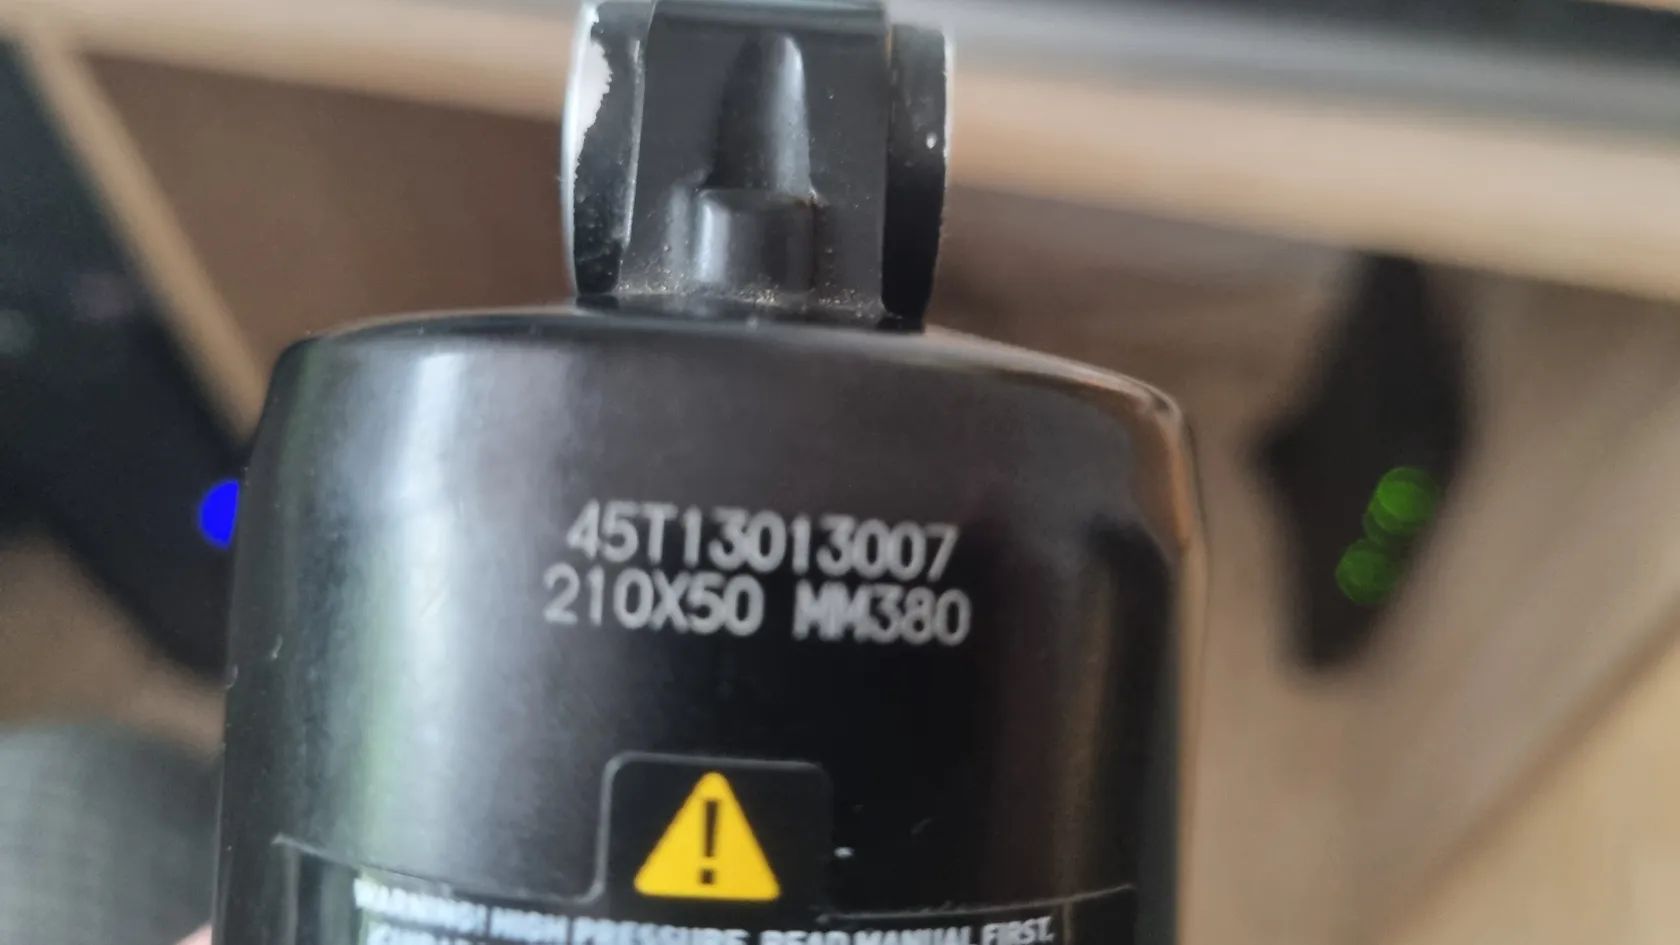 45T13013007
210X50 MM380
WARNING! HIGH PRESSURE. READ MANUAL FIRST.